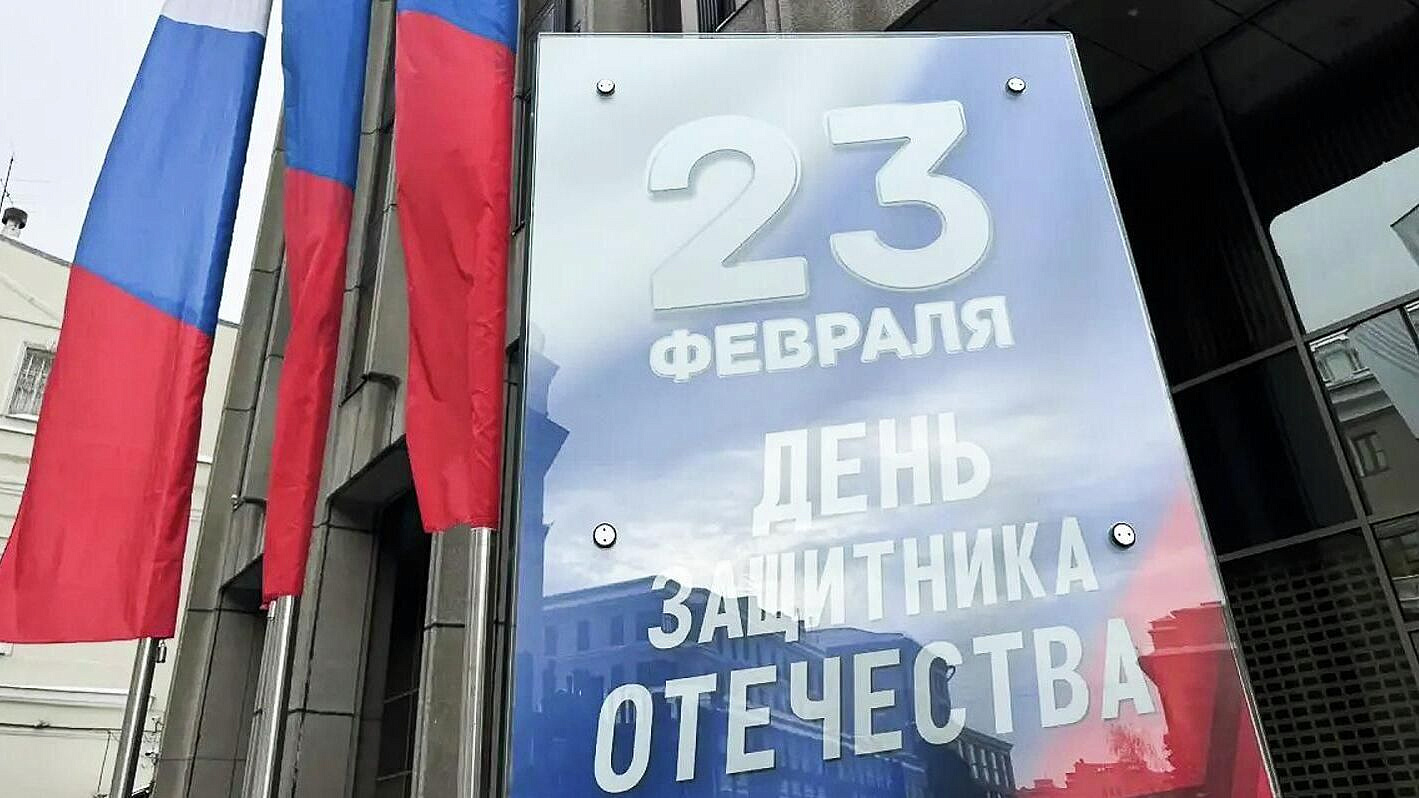 23
ФЕВРАЛЯ
ДЕНЬ
ЗАЩИТНИКА
ОТЕЧЕСТВА